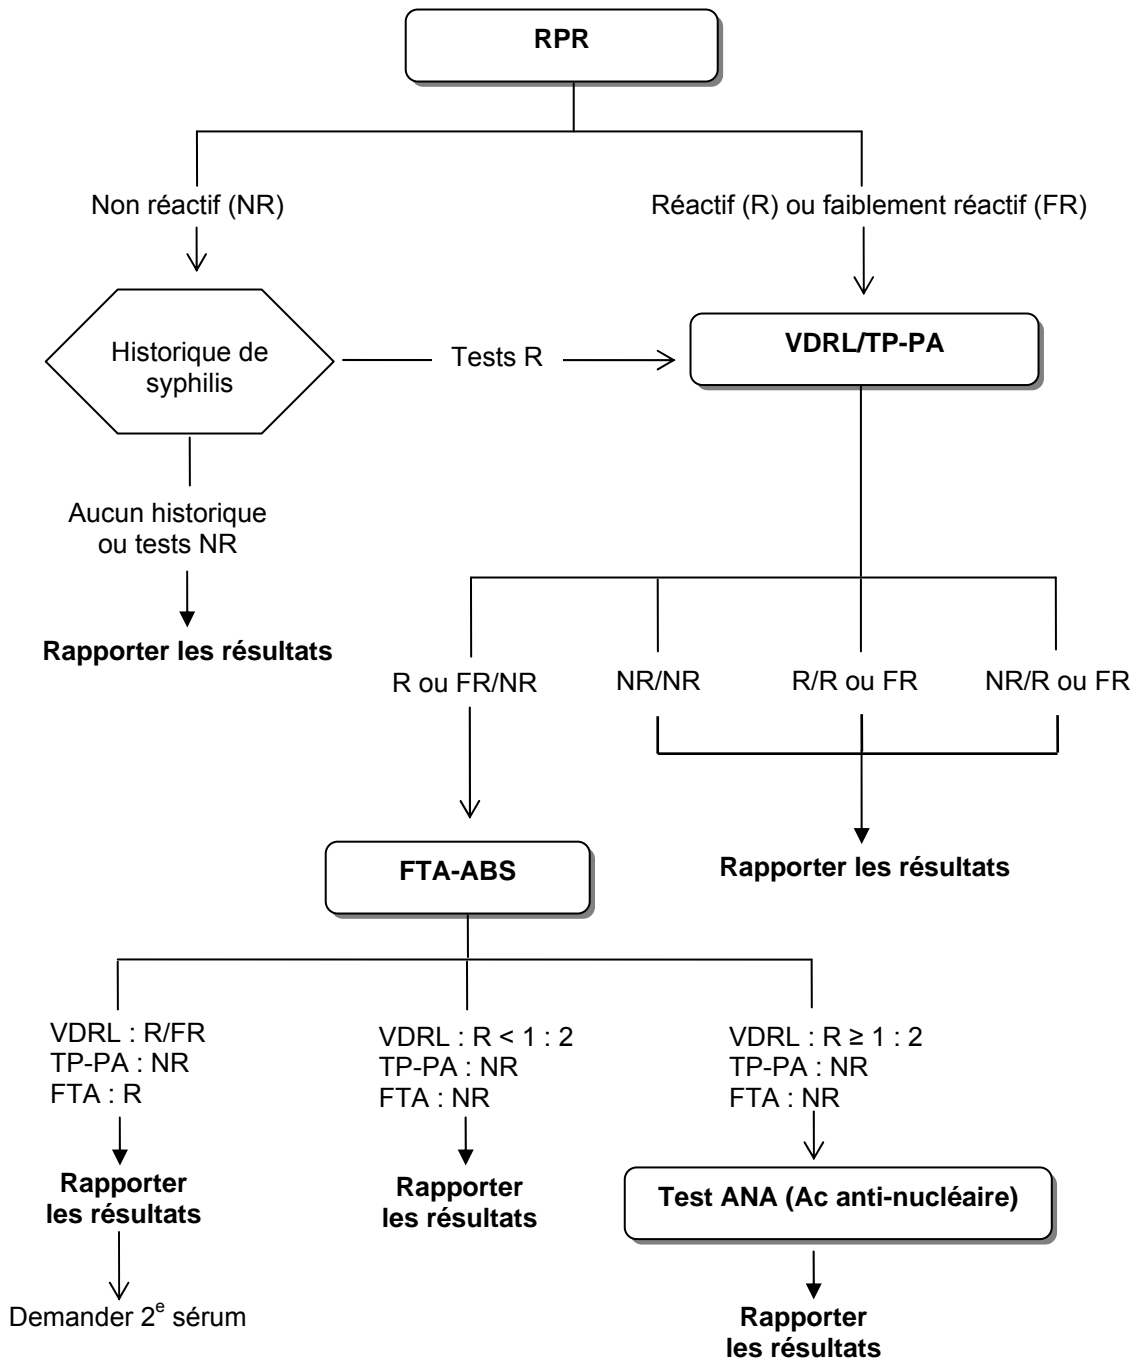 RPR
Non réactif (NR)
Réactif (R) ou faiblement réactif (FR)
Historique de
syphilis
Tests R
VDRL/TP-PA
Aucun historique
ou tests NR
Rapporter les résultats
R ou FR/NR
NR/NR
R/R ou FR
NR/R ou FR
Rapporter les résultats
FTA-ABS
VDRL : R/FR
TP-PA : NR
FTA : R
VDRL : R < 1 : 2
TP-PA : NR
FTA : NR
VDRL : R ≥ 1 : 2
TP-PA : NR
FTA : NR
Rapporter
les résultats
Rapporter
les résultats
Test ANA (Ac anti-nucléaire)
Demander 2e sérum
Rapporter
les résultats